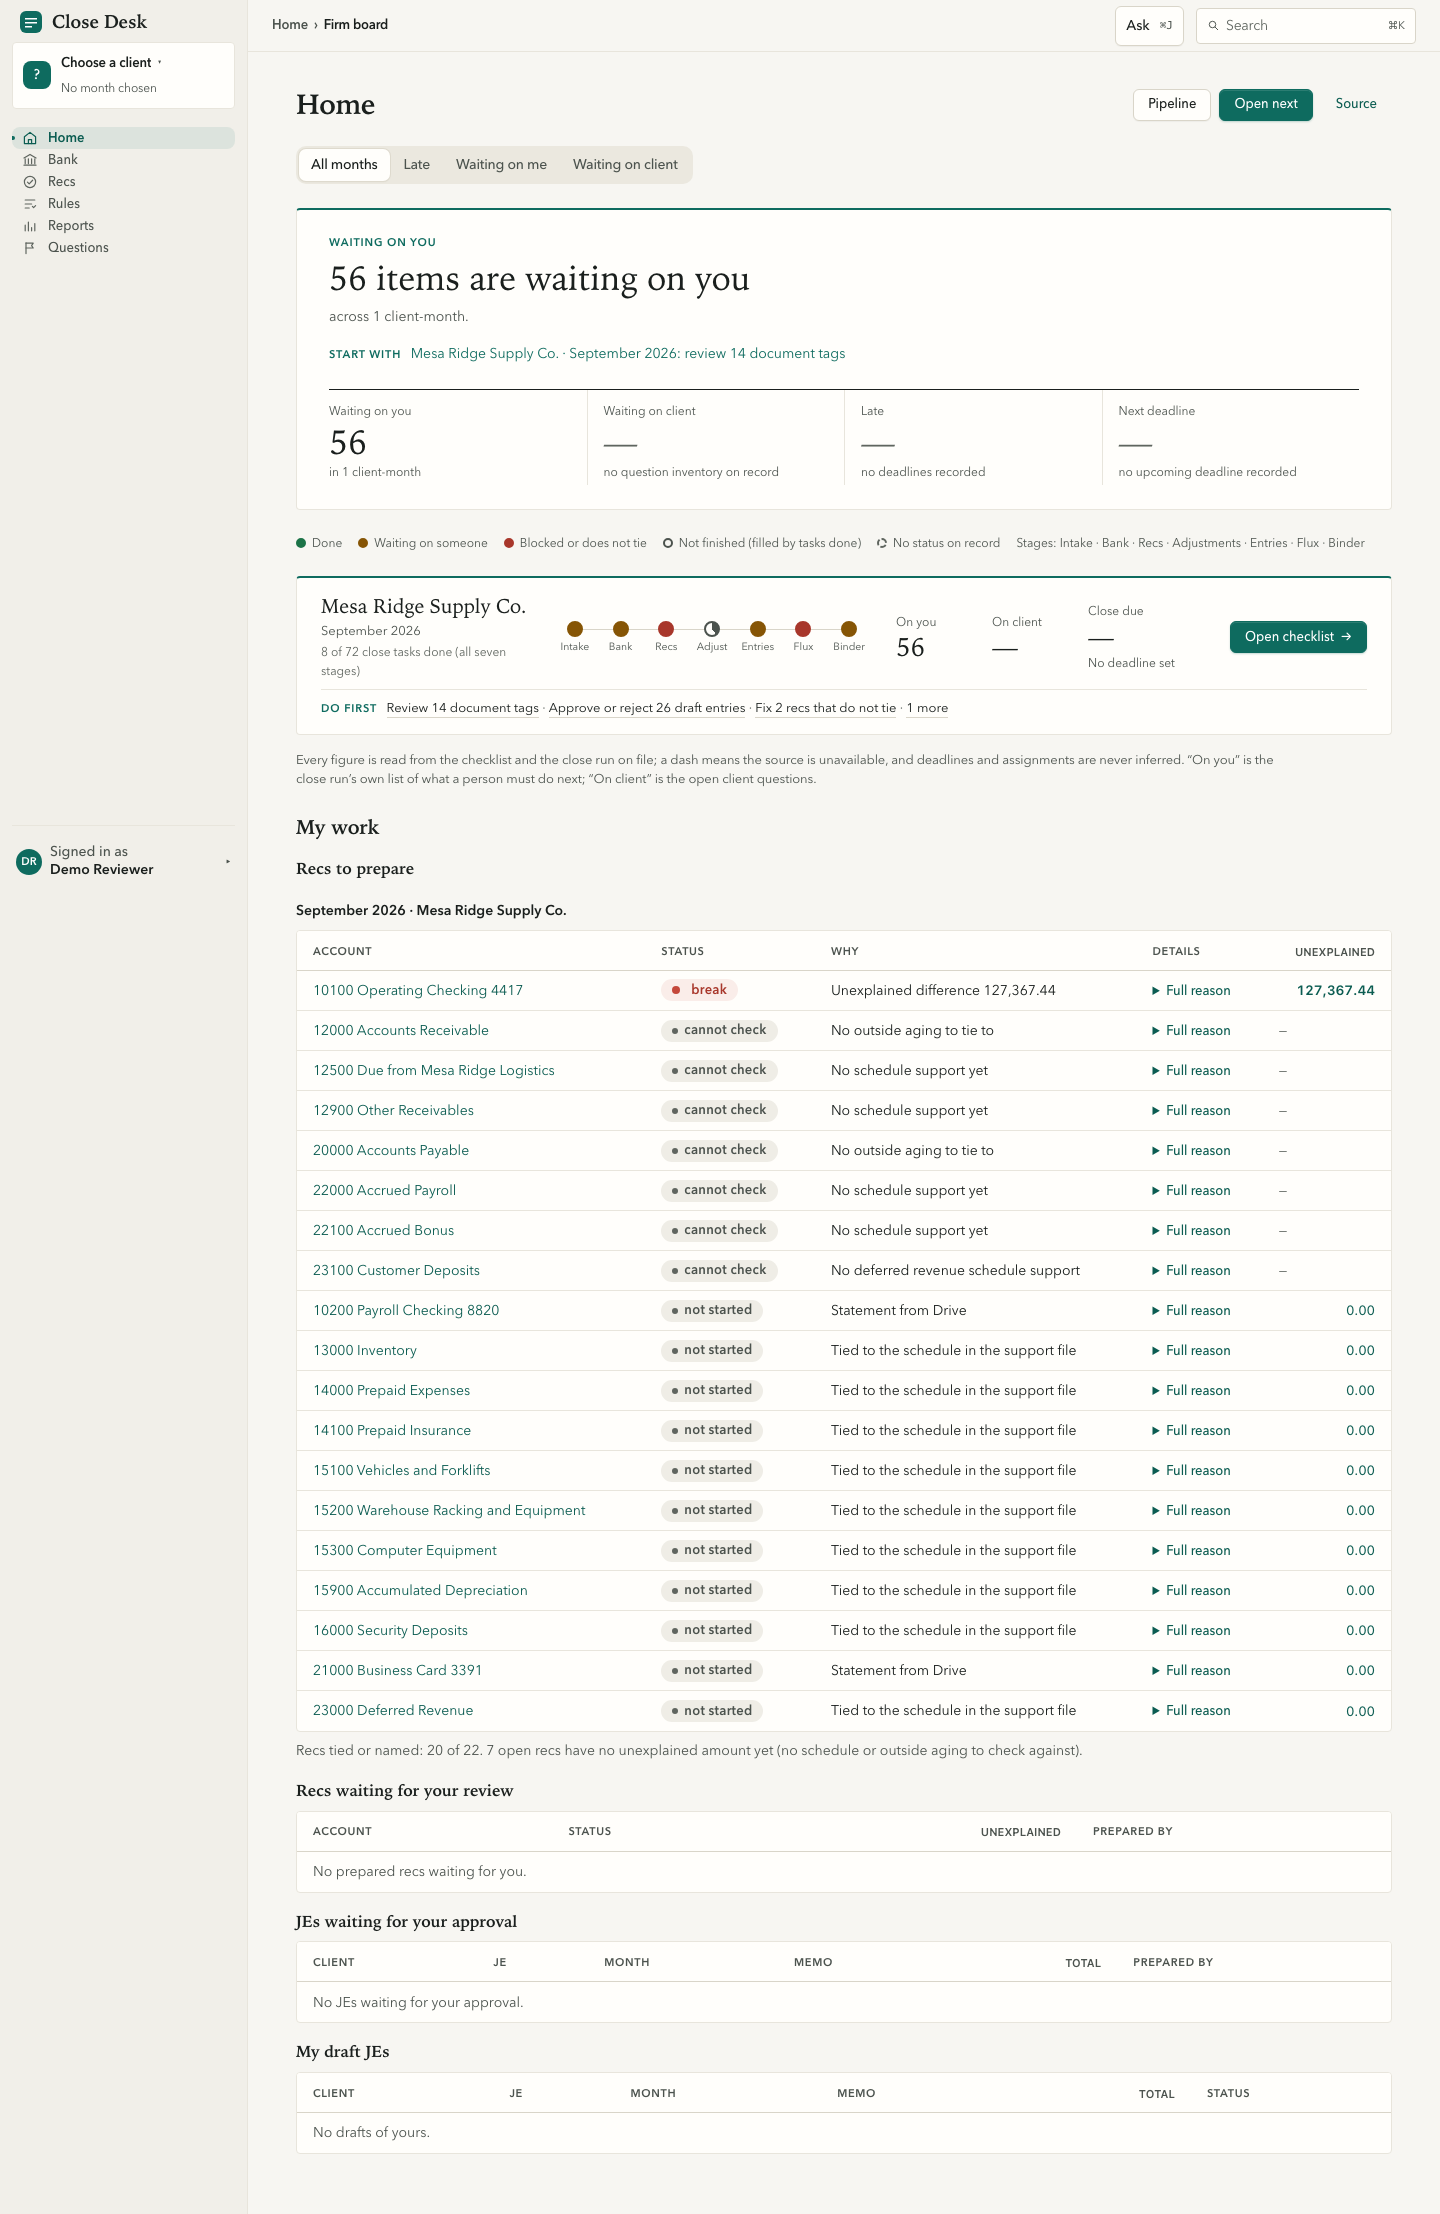 Close Desk
?
Choose a client
No month chosen
Home
Bank
Recs
Rules
Reports
Questions
DR
Signed in as
Demo Reviewer
Home › Firm board
Ask ⌘J
Search ⌘K
Home
Pipeline
Open next
Source
All months
Late
Waiting on me
Waiting on client
WAITING ON YOU
56 items are waiting on you
across 1 client-month.
START WITH Mesa Ridge Supply Co. · September 2026: review 14 document tags
Waiting on you
56
in 1 client-month
Waiting on client
—
no question inventory on record
Late
—
no deadlines recorded
Next deadline
—
no upcoming deadline recorded
Done Waiting on someone Blocked or does not tie Not finished (filled by tasks done) No status on record Stages: Intake · Bank · Recs · Adjustments · Entries · Flux · Binder
Mesa Ridge Supply Co.
September 2026
8 of 72 close tasks done (all seven
stages)
Intake Bank Recs Adjust Entries Flux Binder
On you
56
On client
—
Close due
—
No deadline set
Open checklist →
DO FIRST Review 14 document tags · Approve or reject 26 draft entries · Fix 2 recs that do not tie · 1 more
Every figure is read from the checklist and the close run on file; a dash means the source is unavailable, and deadlines and assignments are never inferred. “On you” is the
close run’s own list of what a person must do next; “On client” is the open client questions.
My work
Recs to prepare
September 2026 · Mesa Ridge Supply Co.
ACCOUNT STATUS WHY DETAILS UNEXPLAINED
10100 Operating Checking 4417 break Unexplained difference 127,367.44 ▶ Full reason 127,367.44
12000 Accounts Receivable cannot check No outside aging to tie to ▶ Full reason –
12500 Due from Mesa Ridge Logistics cannot check No schedule support yet ▶ Full reason –
12900 Other Receivables cannot check No schedule support yet ▶ Full reason –
20000 Accounts Payable cannot check No outside aging to tie to ▶ Full reason –
22000 Accrued Payroll cannot check No schedule support yet ▶ Full reason –
22100 Accrued Bonus cannot check No schedule support yet ▶ Full reason –
23100 Customer Deposits cannot check No deferred revenue schedule support ▶ Full reason –
10200 Payroll Checking 8820 not started Statement from Drive ▶ Full reason 0.00
13000 Inventory not started Tied to the schedule in the support file ▶ Full reason 0.00
14000 Prepaid Expenses not started Tied to the schedule in the support file ▶ Full reason 0.00
14100 Prepaid Insurance not started Tied to the schedule in the support file ▶ Full reason 0.00
15100 Vehicles and Forklifts not started Tied to the schedule in the support file ▶ Full reason 0.00
15200 Warehouse Racking and Equipment not started Tied to the schedule in the support file ▶ Full reason 0.00
15300 Computer Equipment not started Tied to the schedule in the support file ▶ Full reason 0.00
15900 Accumulated Depreciation not started Tied to the schedule in the support file ▶ Full reason 0.00
16000 Security Deposits not started Tied to the schedule in the support file ▶ Full reason 0.00
21000 Business Card 3391 not started Statement from Drive ▶ Full reason 0.00
23000 Deferred Revenue not started Tied to the schedule in the support file ▶ Full reason 0.00
Recs tied or named: 20 of 22. 7 open recs have no unexplained amount yet (no schedule or outside aging to check against).
Recs waiting for your review
ACCOUNT STATUS UNEXPLAINED PREPARED BY
No prepared recs waiting for you.
JEs waiting for your approval
CLIENT JE MONTH MEMO TOTAL PREPARED BY
No JEs waiting for your approval.
My draft JEs
CLIENT JE MONTH MEMO TOTAL STATUS
No drafts of yours.